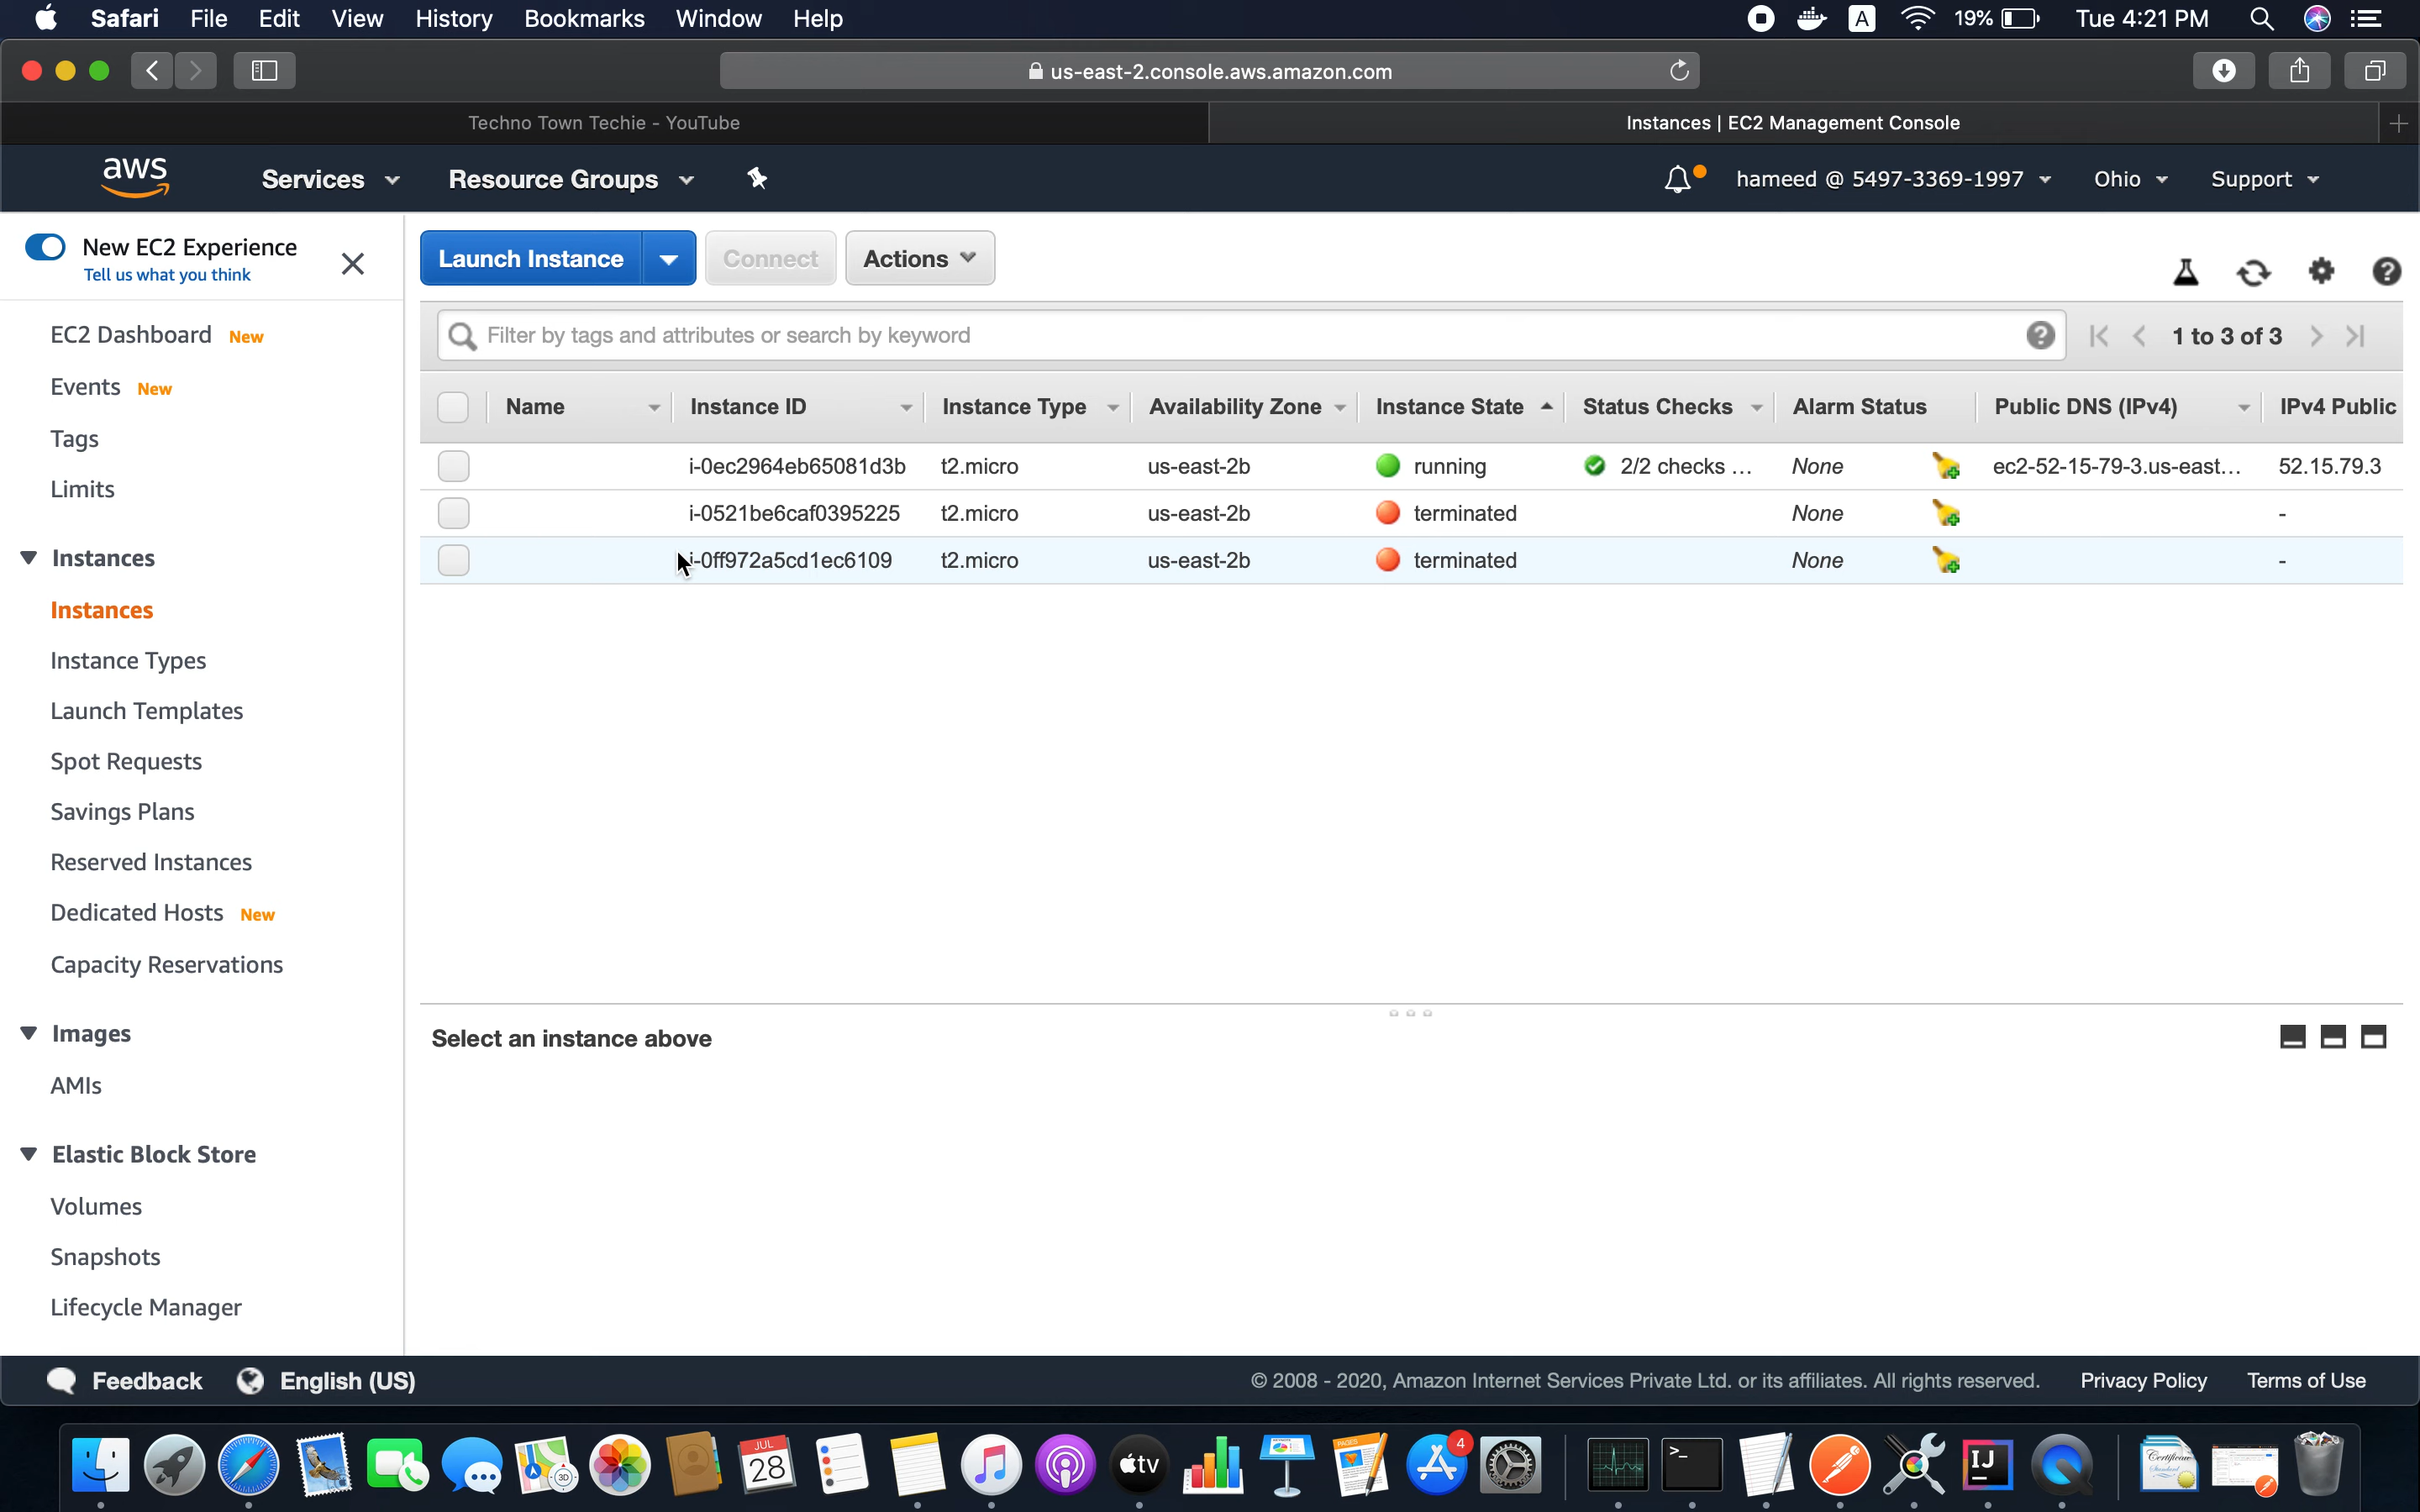 Safari File Edit View History Bookmarks Window Help A 19% Tue 4:21 PM
us-east-2.console.aws.amazon.com
Techno Town Techie - YouTube Instances | EC2 Management Console
aws Services Resource Groups hameed @ 5497-3369-1997 Ohio Support
New EC2 Experience
Tell us what you think
Launch Instance Connect Actions
EC2 Dashboard New
Events New
Tags
Limits
Instances
Instances
Instance Types
Launch Templates
Spot Requests
Savings Plans
Reserved Instances
Dedicated Hosts New
Capacity Reservations
Images
AMIs
Elastic Block Store
Volumes
Snapshots
Lifecycle Manager
Filter by tags and attributes or search by keyword 1 to 3 of 3
Name Instance ID Instance Type Availability Zone Instance State Status Checks Alarm Status Public DNS (IPv4) IPv4 Public
i-0ec2964eb65081d3b t2.micro us-east-2b running 2/2 checks ... None ec2-52-15-79-3.us-east... 52.15.79.3
i-0521be6caf0395225 t2.micro us-east-2b terminated None -
i-0ff972a5cd1ec6109 t2.micro us-east-2b terminated None -
Select an instance above
Feedback English (US) © 2008 - 2020, Amazon Internet Services Private Ltd. or its affiliates. All rights reserved. Privacy Policy Terms of Use
3D JUL 28 tv PAGES 4 >_ IJ Certificate